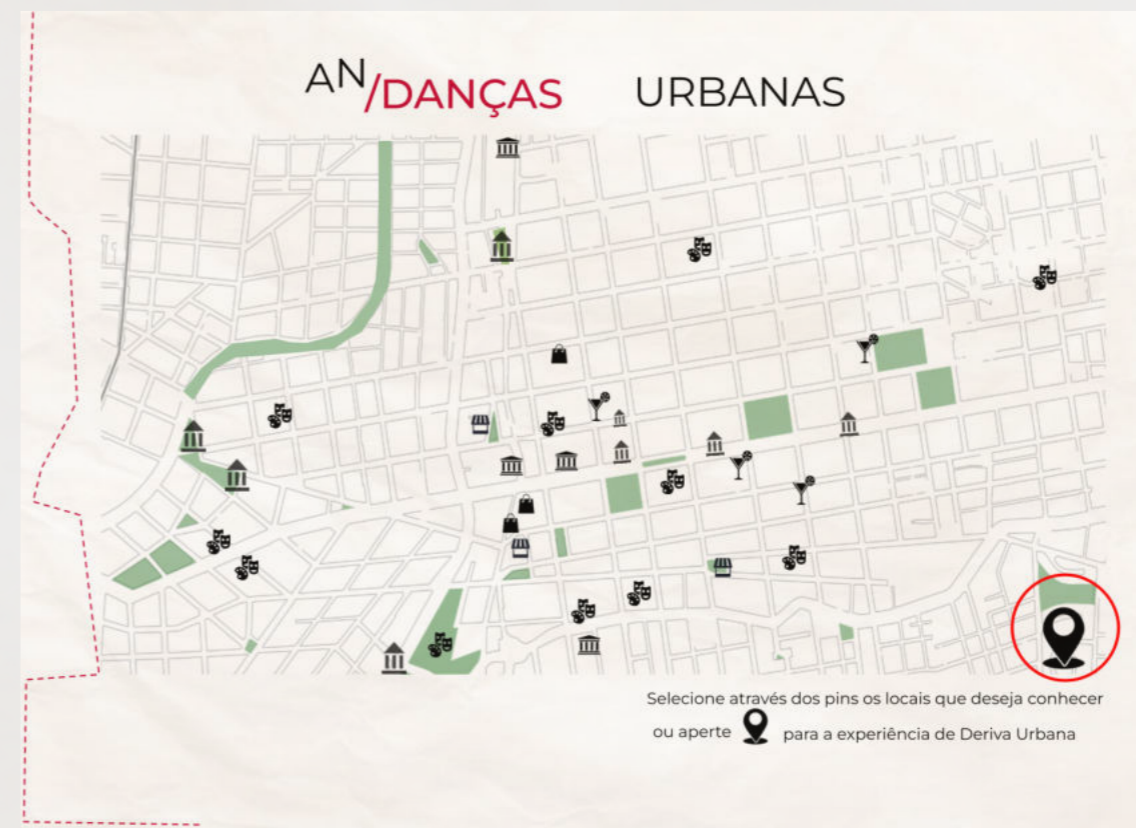 AN/DANÇAS URBANAS
Selecione através dos pins os locais que deseja conhecer
ou aperte para a experiência de Deriva Urbana